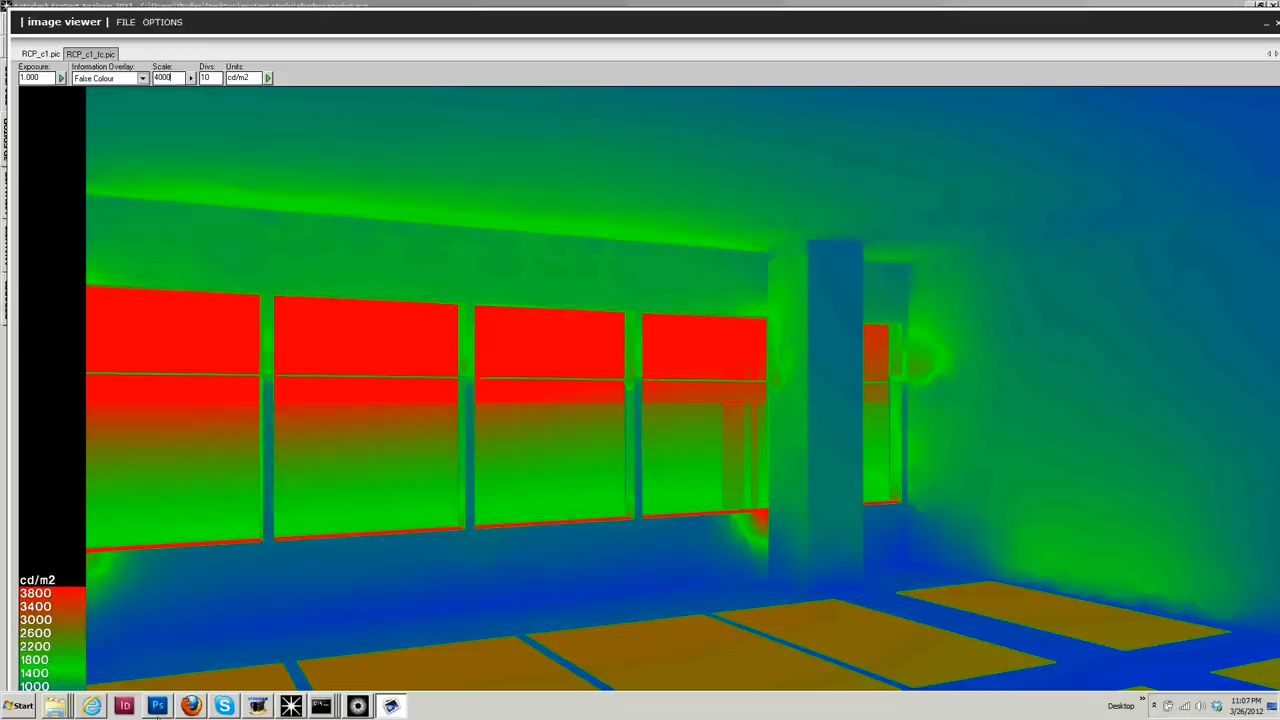 | image viewer | FILE OPTIONS
RCP_c1.pic RCP_c1_fc.pic
Exposure: Information Overlay: Scale: Divs: Units:
1.000 False Colour 4000 10 cd/m2
cd/m2
3800
3400
3000
2600
2200
1800
1400
1000
Start Id Ps Desktop » 11:07 PM
3/26/2012